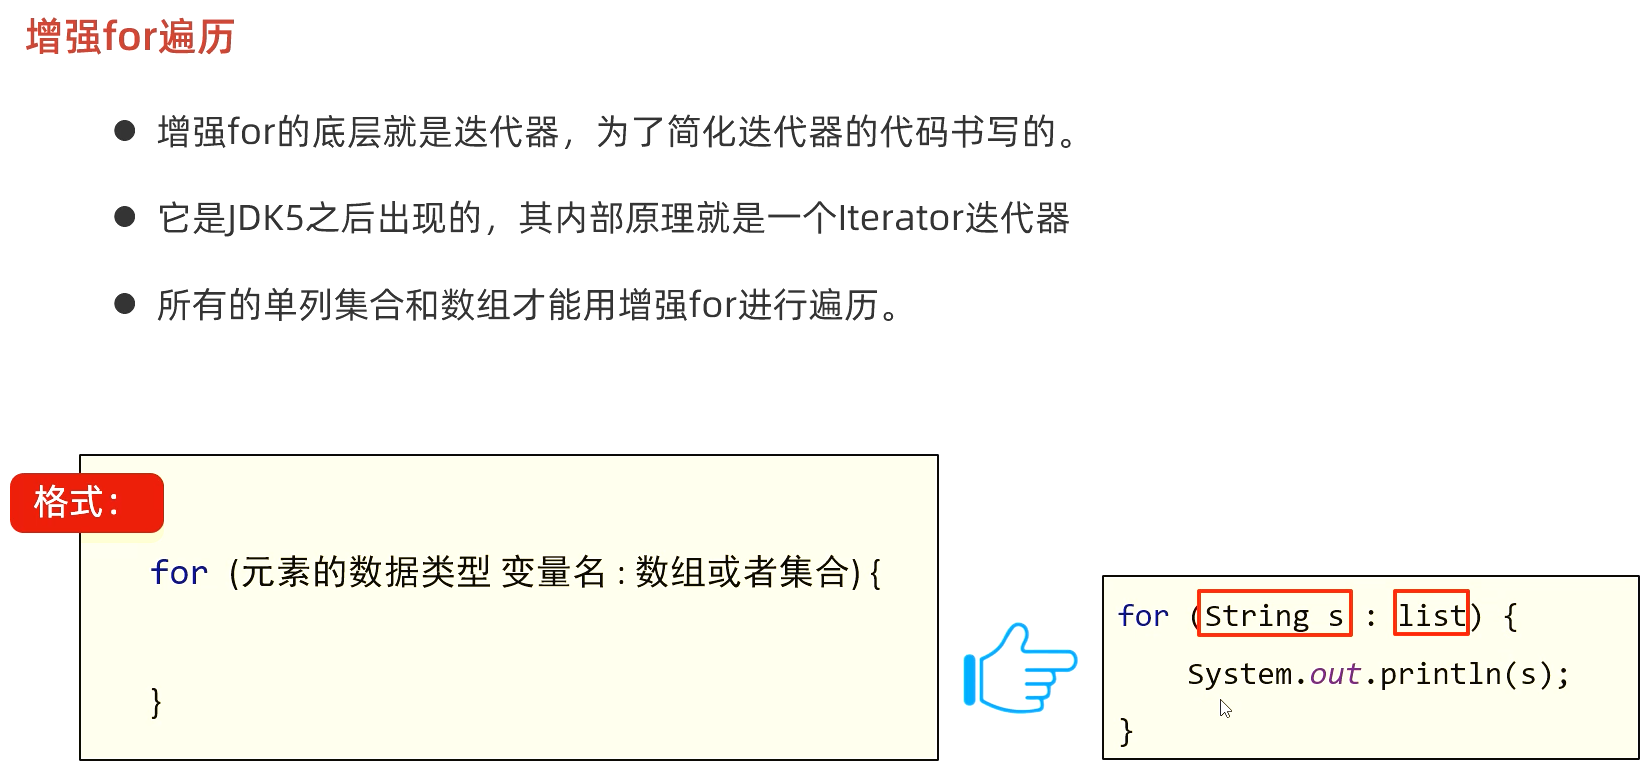 增强for遍历
增强for的底层就是迭代器，为了简化迭代器的代码书写的。
它是JDK5之后出现的，其内部原理就是一个Iterator迭代器
所有的单列集合和数组才能用增强for进行遍历。
格式：
for (元素的数据类型 变量名 : 数组或者集合) {
}
for (String s : list) {
System.out.println(s);
}